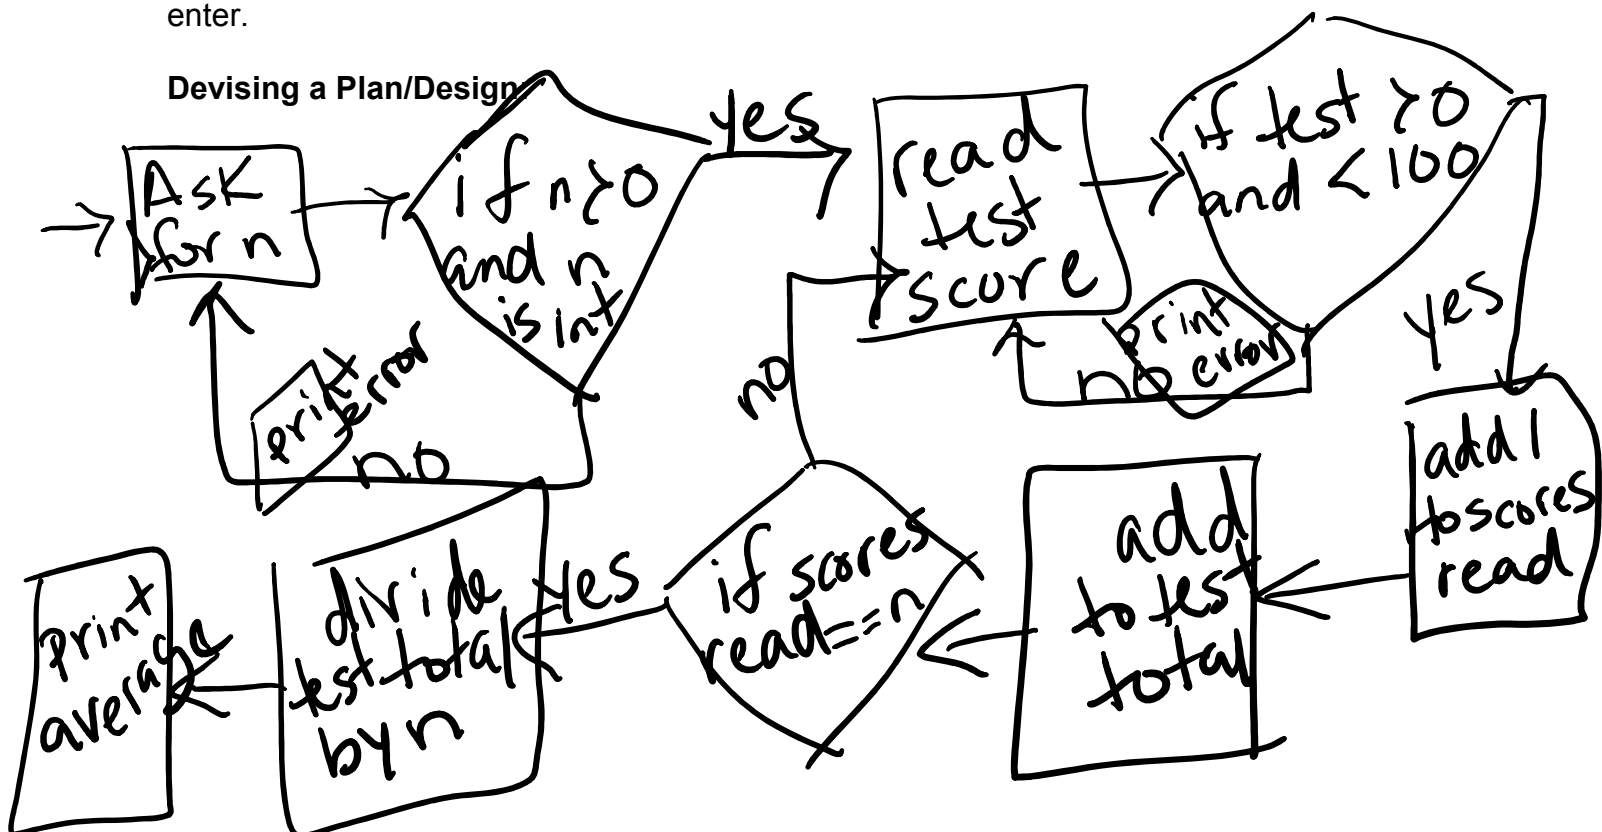 enter.
Devising a Plan/Design:
Ask
for n
if n>0
and n
is int
yes
read
test
score
if test >0
and <100
yes
print
error
no
print
error
no
add 1
to scores
read
add
to test
total
if scores
read==n
no
yes
divide
test total
by n
print
average